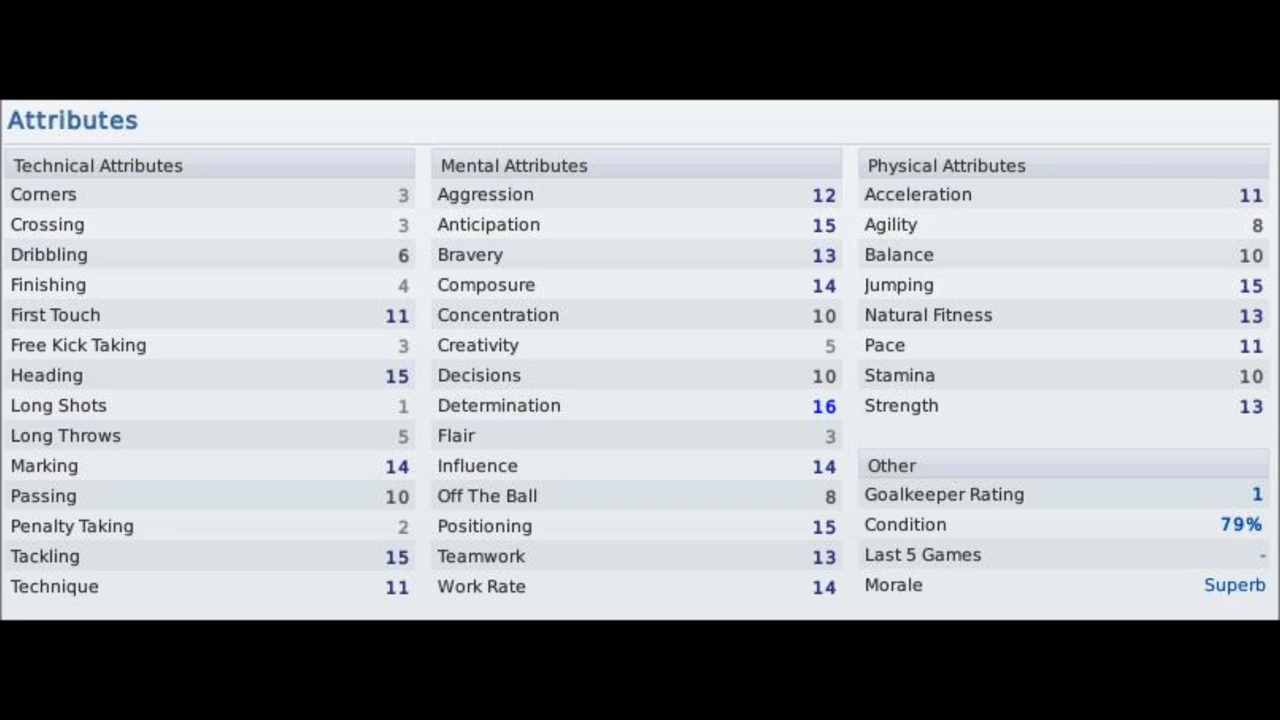 Attributes
Technical Attributes
Corners 3
Crossing 3
Dribbling 6
Finishing 4
First Touch 11
Free Kick Taking 3
Heading 15
Long Shots 1
Long Throws 5
Marking 14
Passing 10
Penalty Taking 2
Tackling 15
Technique 11
Mental Attributes
Aggression 12
Anticipation 15
Bravery 13
Composure 14
Concentration 10
Creativity 5
Decisions 10
Determination 16
Flair 3
Influence 14
Off The Ball 8
Positioning 15
Teamwork 13
Work Rate 14
Physical Attributes
Acceleration 11
Agility 8
Balance 10
Jumping 15
Natural Fitness 13
Pace 11
Stamina 10
Strength 13
Other
Goalkeeper Rating 1
Condition 79%
Last 5 Games -
Morale Superb